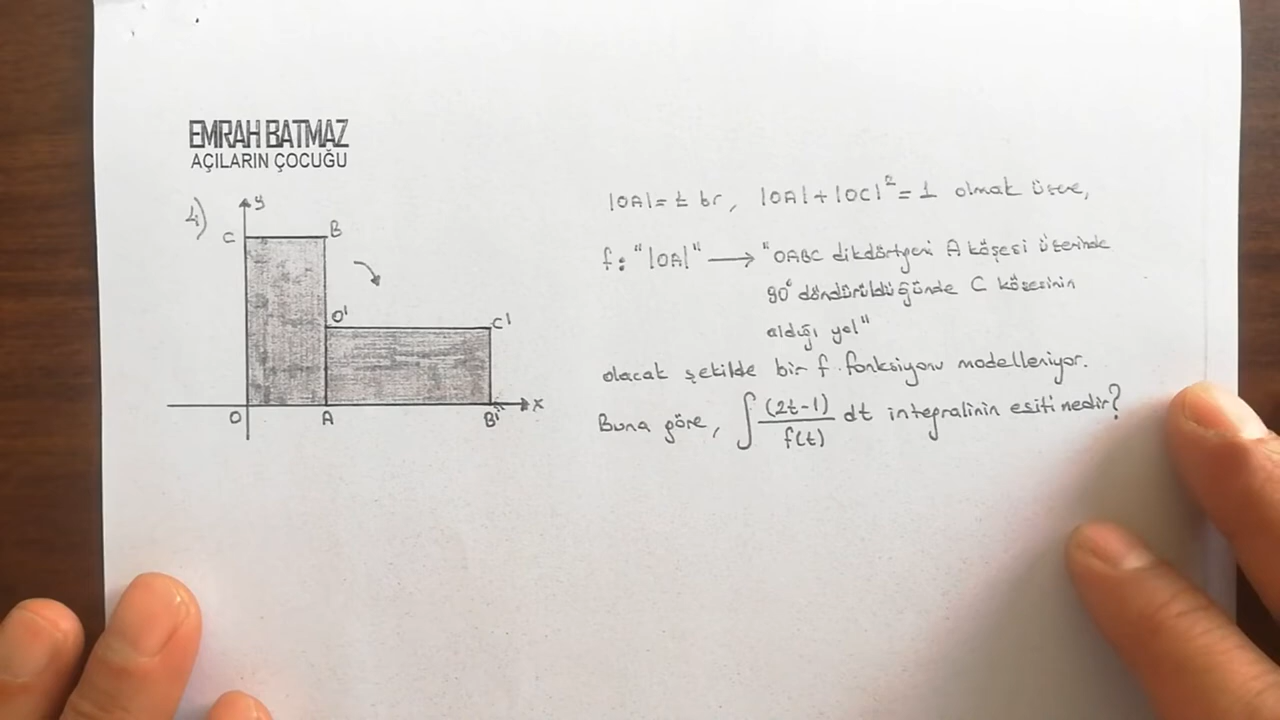 EMRAH BATMAZ
AÇILARIN ÇOCUĞU
4)
y
C
B
O'
C'
O
A
B'
x
|OA|= t br, |OA|+|OC|²=1 olmak üzere,
f: "|OA|" → "OABC dikdörtgeni A köşesi üzerinde
90° döndürüldüğünde C köşesinin
aldığı yol"
olacak şekilde bir f fonksiyonu modelleniyor.
Buna göre, ∫ (2t-1)/f(t) dt integralinin eşiti nedir?